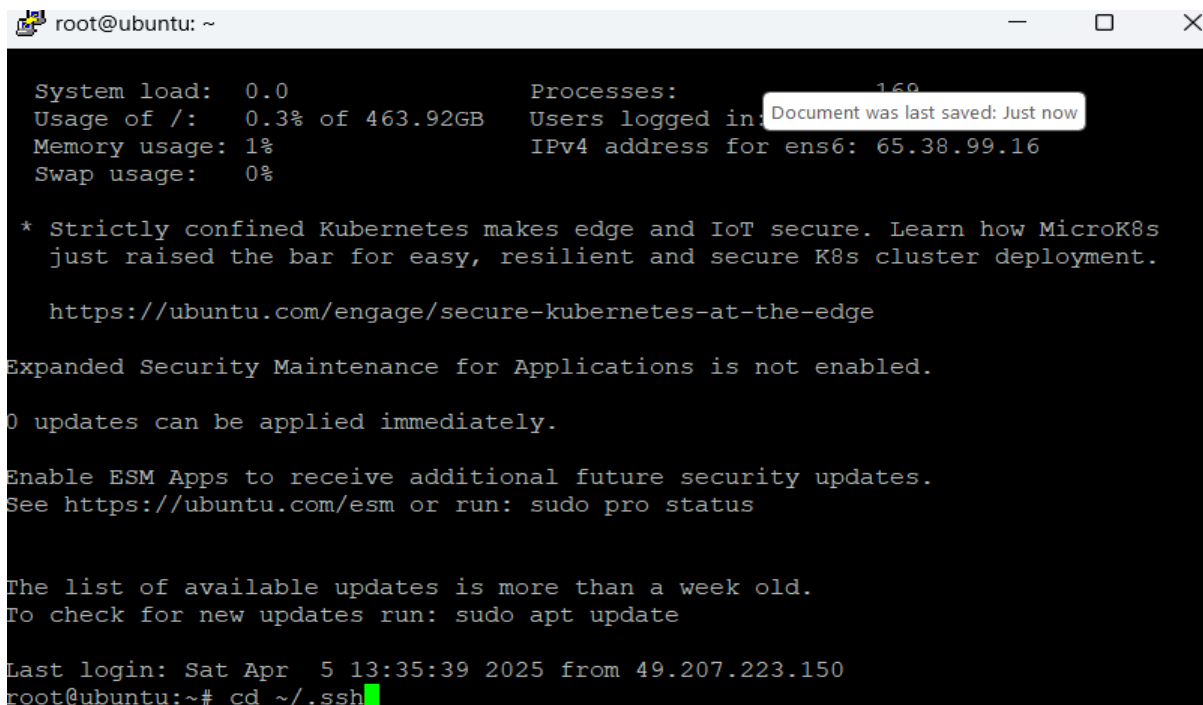 root@ubuntu: ~
System load: 0.0 Processes: 169
Usage of /: 0.3% of 463.92GB Users logged in:
Document was last saved: Just now
Memory usage: 1% IPv4 address for ens6: 65.38.99.16
Swap usage: 0%
* Strictly confined Kubernetes makes edge and IoT secure. Learn how MicroK8s
just raised the bar for easy, resilient and secure K8s cluster deployment.
https://ubuntu.com/engage/secure-kubernetes-at-the-edge
Expanded Security Maintenance for Applications is not enabled.
0 updates can be applied immediately.
Enable ESM Apps to receive additional future security updates.
See https://ubuntu.com/esm or run: sudo pro status
The list of available updates is more than a week old.
To check for new updates run: sudo apt update
Last login: Sat Apr  5 13:35:39 2025 from 49.207.223.150
root@ubuntu:~# cd ~/.ssh